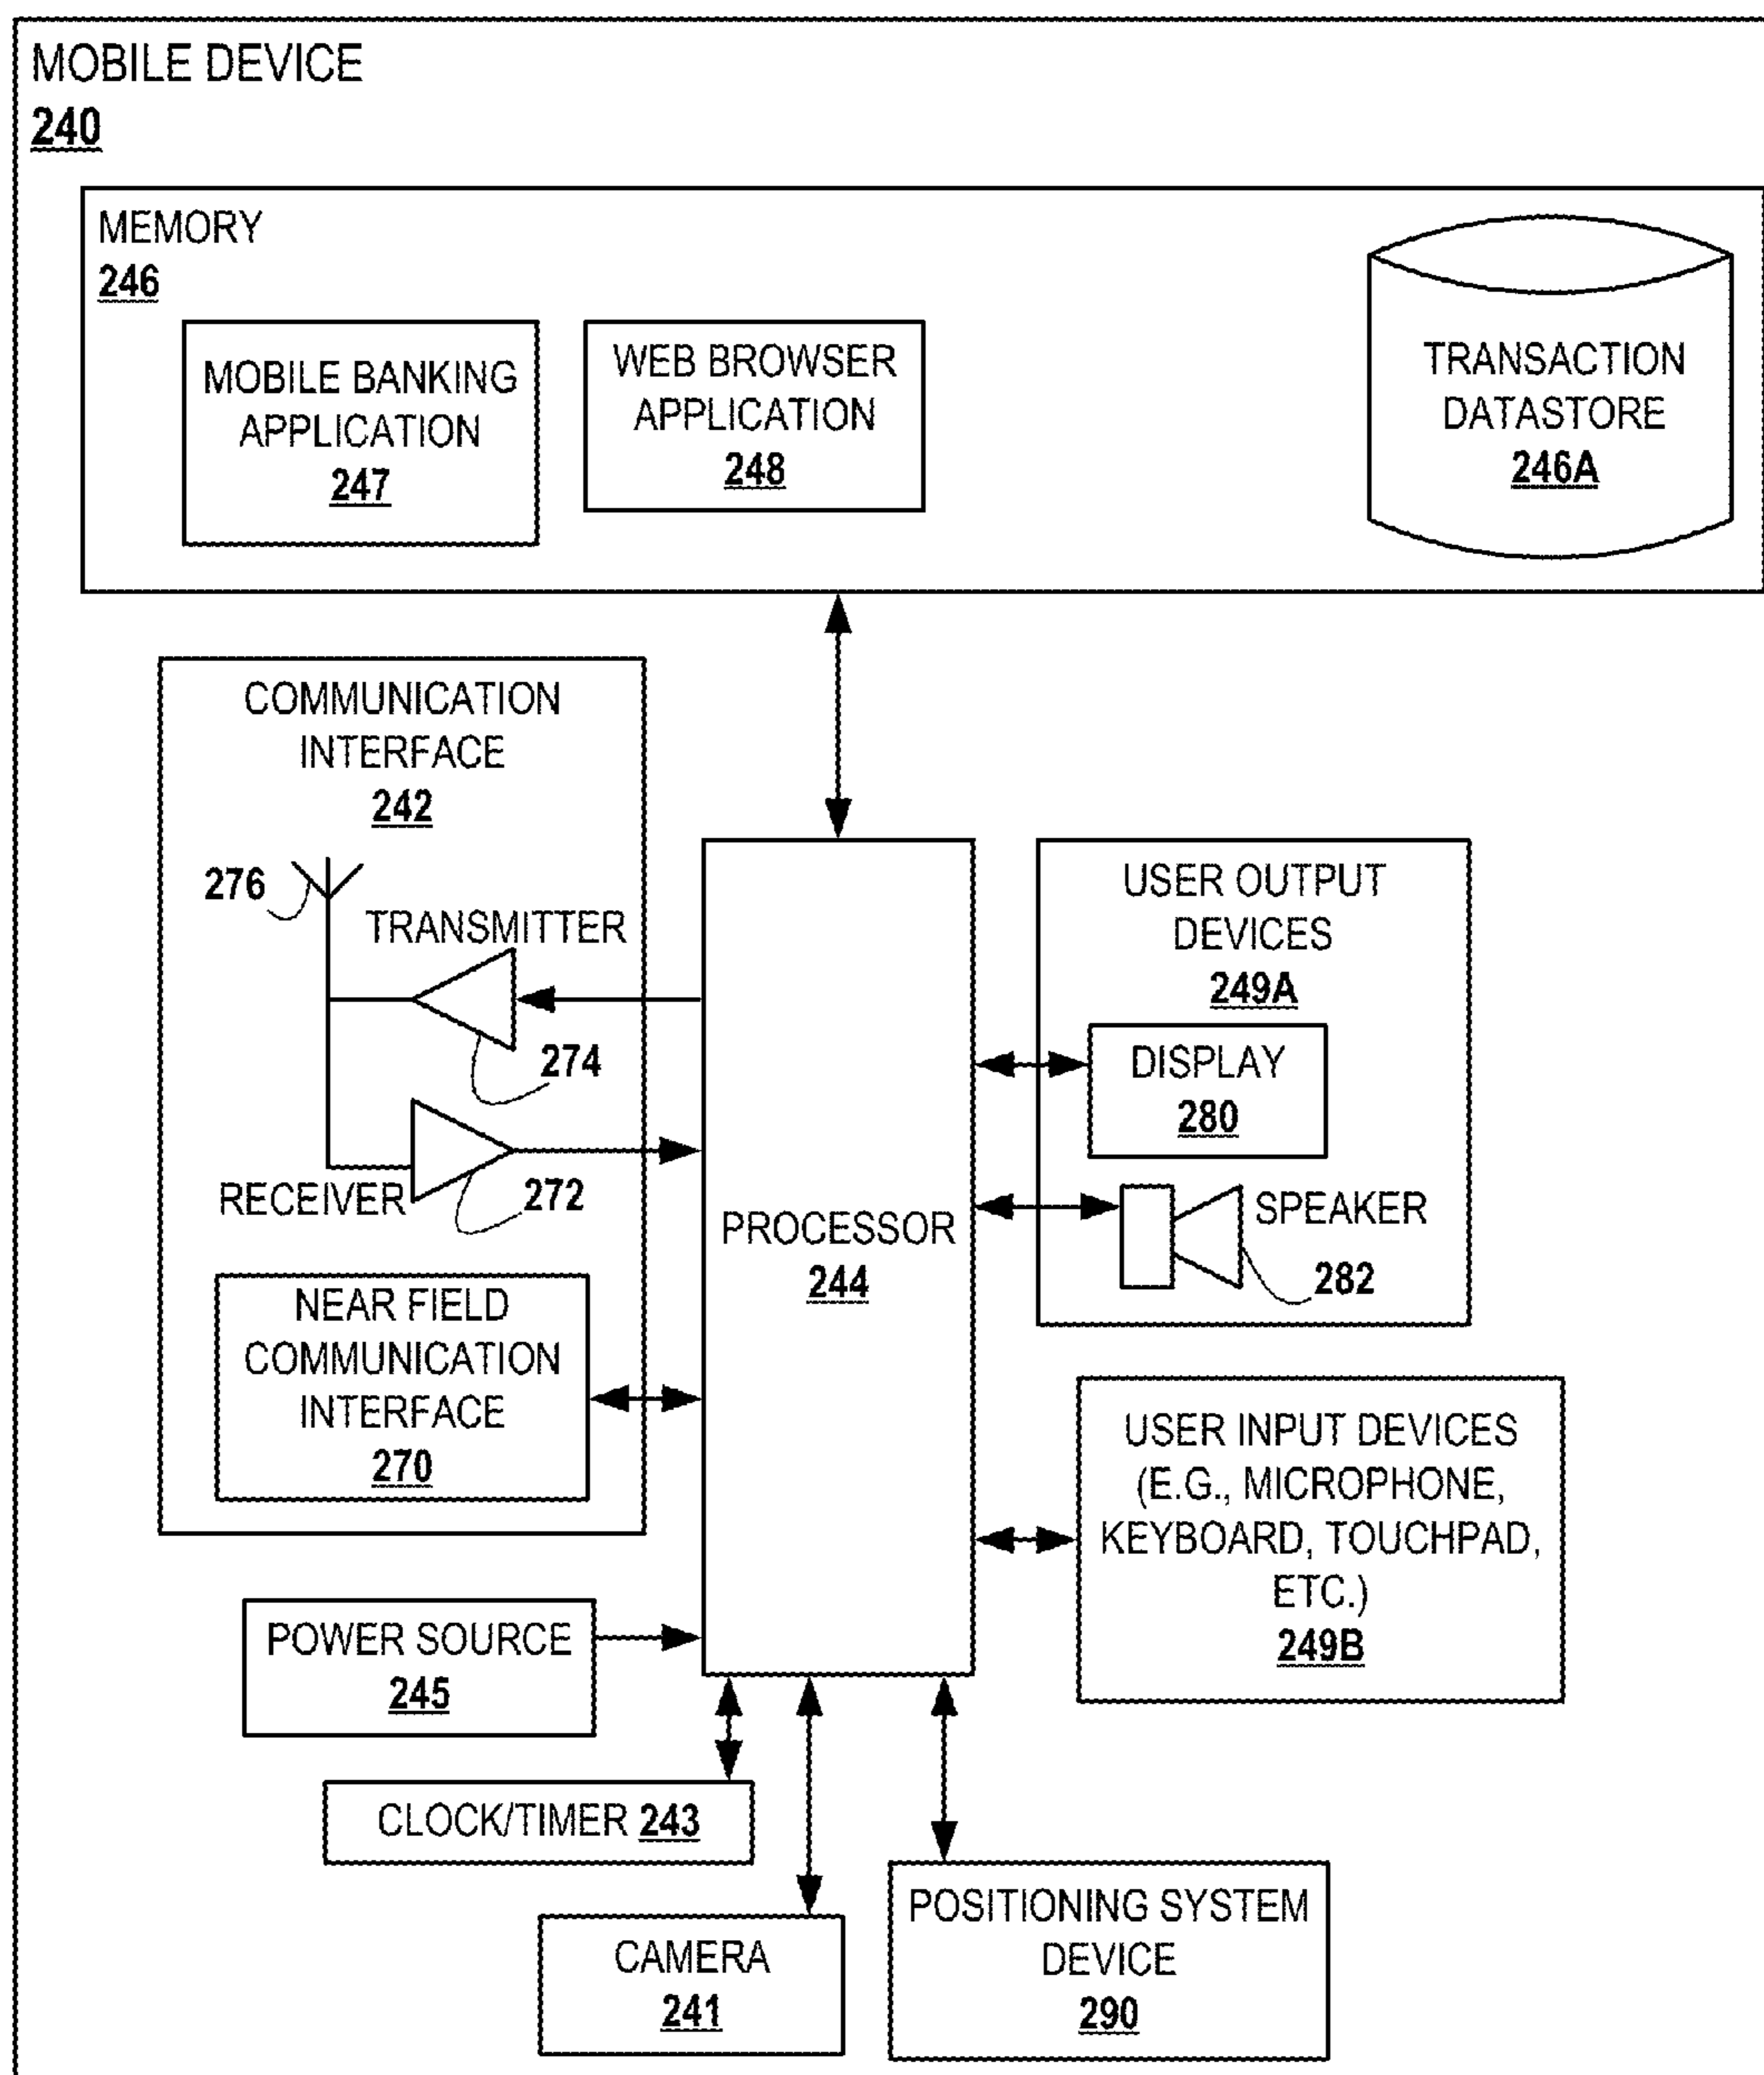 MOBILE DEVICE
240
MEMORY
246
MOBILE BANKING
APPLICATION
247
WEB BROWSER
APPLICATION
248
TRANSACTION
DATASTORE
246A
COMMUNICATION
INTERFACE
242
276
TRANSMITTER
274
RECEIVER
272
NEAR FIELD
COMMUNICATION
INTERFACE
270
PROCESSOR
244
USER OUTPUT
DEVICES
249A
DISPLAY
280
SPEAKER
282
USER INPUT DEVICES
(E.G., MICROPHONE,
KEYBOARD, TOUCHPAD,
ETC.)
249B
POWER SOURCE
245
CLOCK/TIMER 243
CAMERA
241
POSITIONING SYSTEM
DEVICE
290